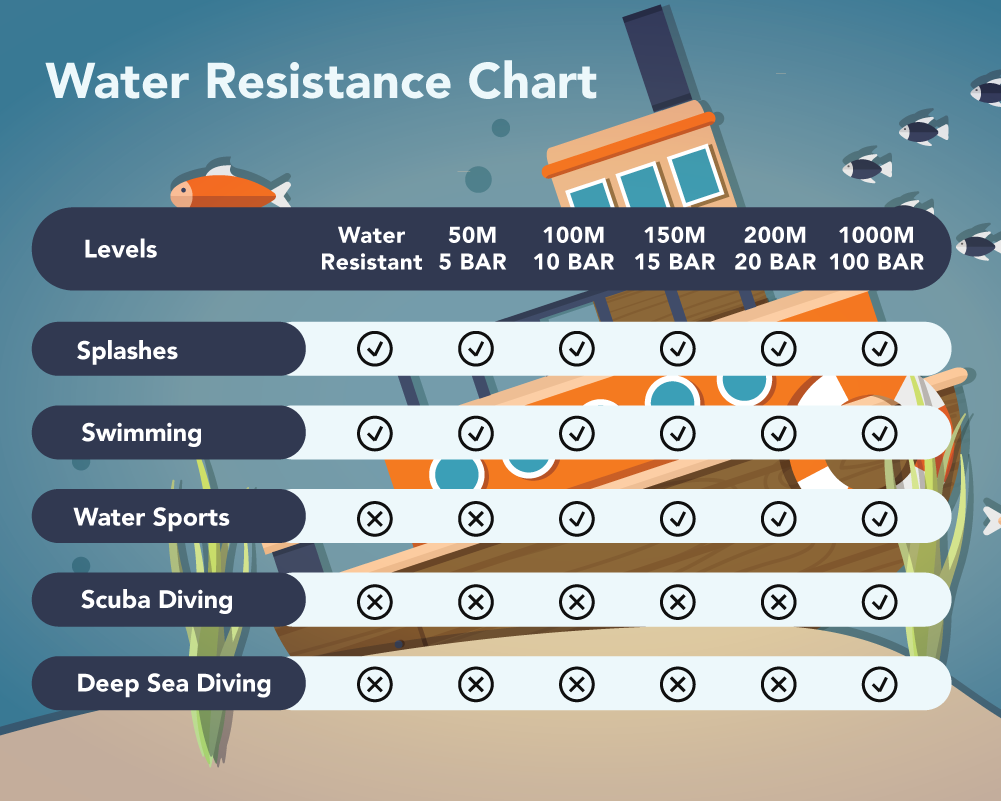 Water Resistance Chart
Levels
Water Resistant
50M 5 BAR
100M 10 BAR
150M 15 BAR
200M 20 BAR
1000M 100 BAR
Splashes
Swimming
Water Sports
Scuba Diving
Deep Sea Diving